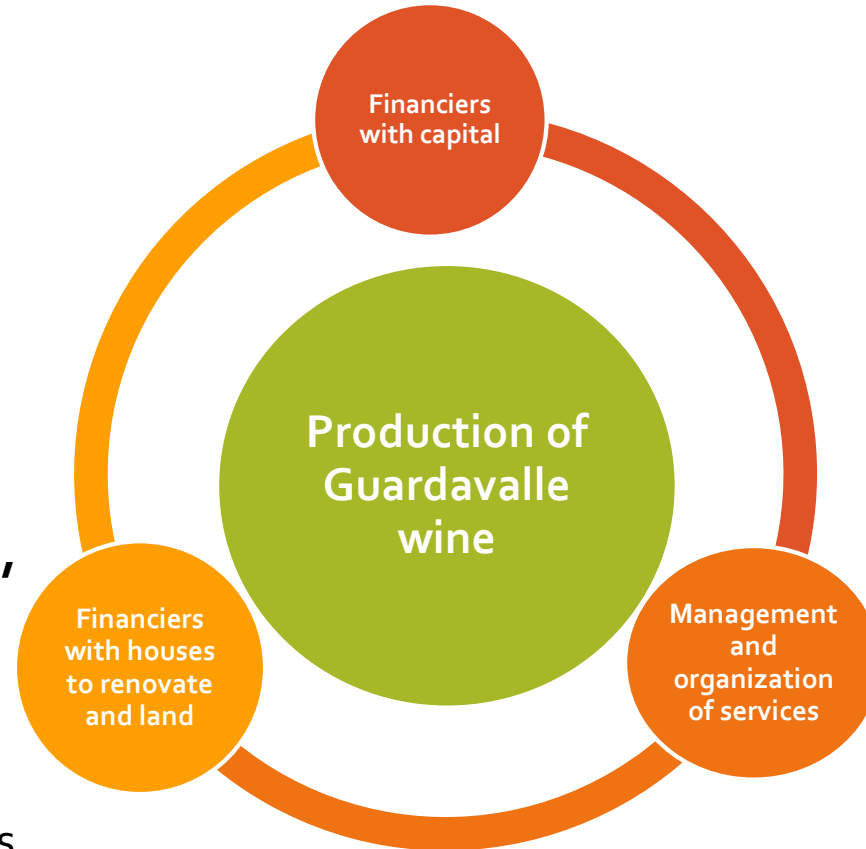 Financiers
with capital
Production of
Guardavalle
wine
,
Financiers
with houses
to renovate
and land
Management
and
organization
of services
s